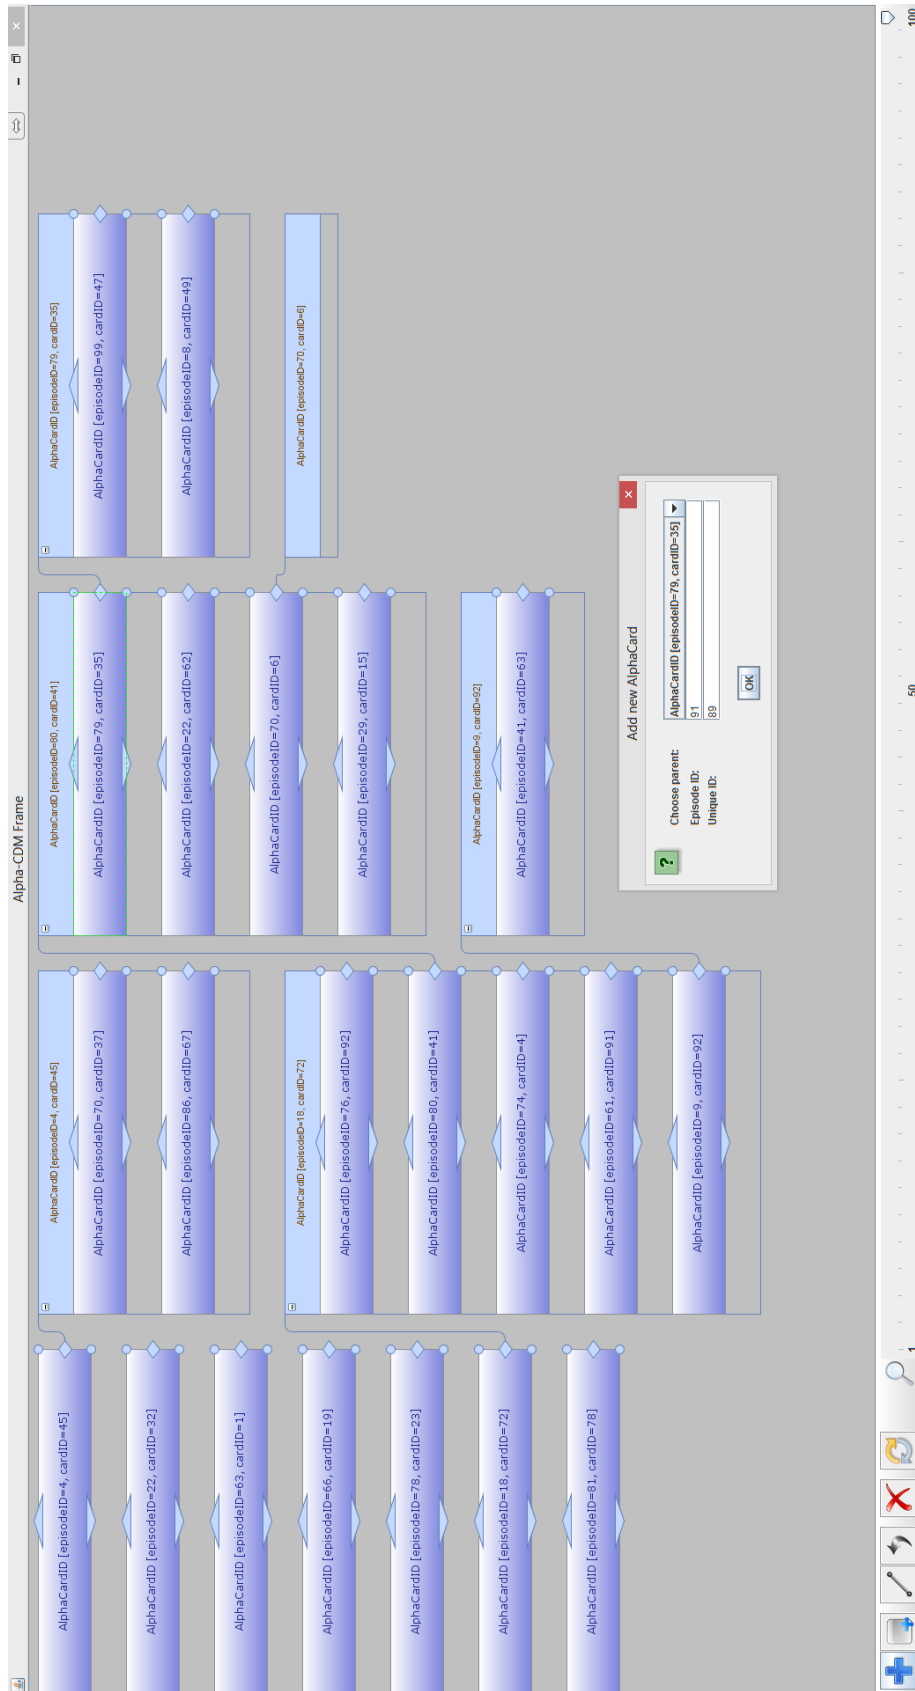 Alpha-CDM Frame
AlphaCardID [episodeID=4, cardID=45]
AlphaCardID [episodeID=22, cardID=32]
AlphaCardID [episodeID=63, cardID=1]
AlphaCardID [episodeID=66, cardID=19]
AlphaCardID [episodeID=78, cardID=23]
AlphaCardID [episodeID=18, cardID=72]
AlphaCardID [episodeID=81, cardID=78]
AlphaCardID [episodeID=4, cardID=45]
AlphaCardID [episodeID=70, cardID=37]
AlphaCardID [episodeID=86, cardID=67]
AlphaCardID [episodeID=18, cardID=72]
AlphaCardID [episodeID=76, cardID=92]
AlphaCardID [episodeID=80, cardID=41]
AlphaCardID [episodeID=74, cardID=4]
AlphaCardID [episodeID=61, cardID=91]
AlphaCardID [episodeID=9, cardID=92]
AlphaCardID [episodeID=80, cardID=41]
AlphaCardID [episodeID=79, cardID=35]
AlphaCardID [episodeID=22, cardID=62]
AlphaCardID [episodeID=70, cardID=6]
AlphaCardID [episodeID=29, cardID=15]
AlphaCardID [episodeID=9, cardID=92]
AlphaCardID [episodeID=41, cardID=63]
AlphaCardID [episodeID=79, cardID=35]
AlphaCardID [episodeID=99, cardID=47]
AlphaCardID [episodeID=8, cardID=49]
AlphaCardID [episodeID=70, cardID=6]
Add new AlphaCard
Choose parent: AlphaCardID [episodeID=79, cardID=35]
Episode ID: 91
Unique ID: 89
OK
1 50 100